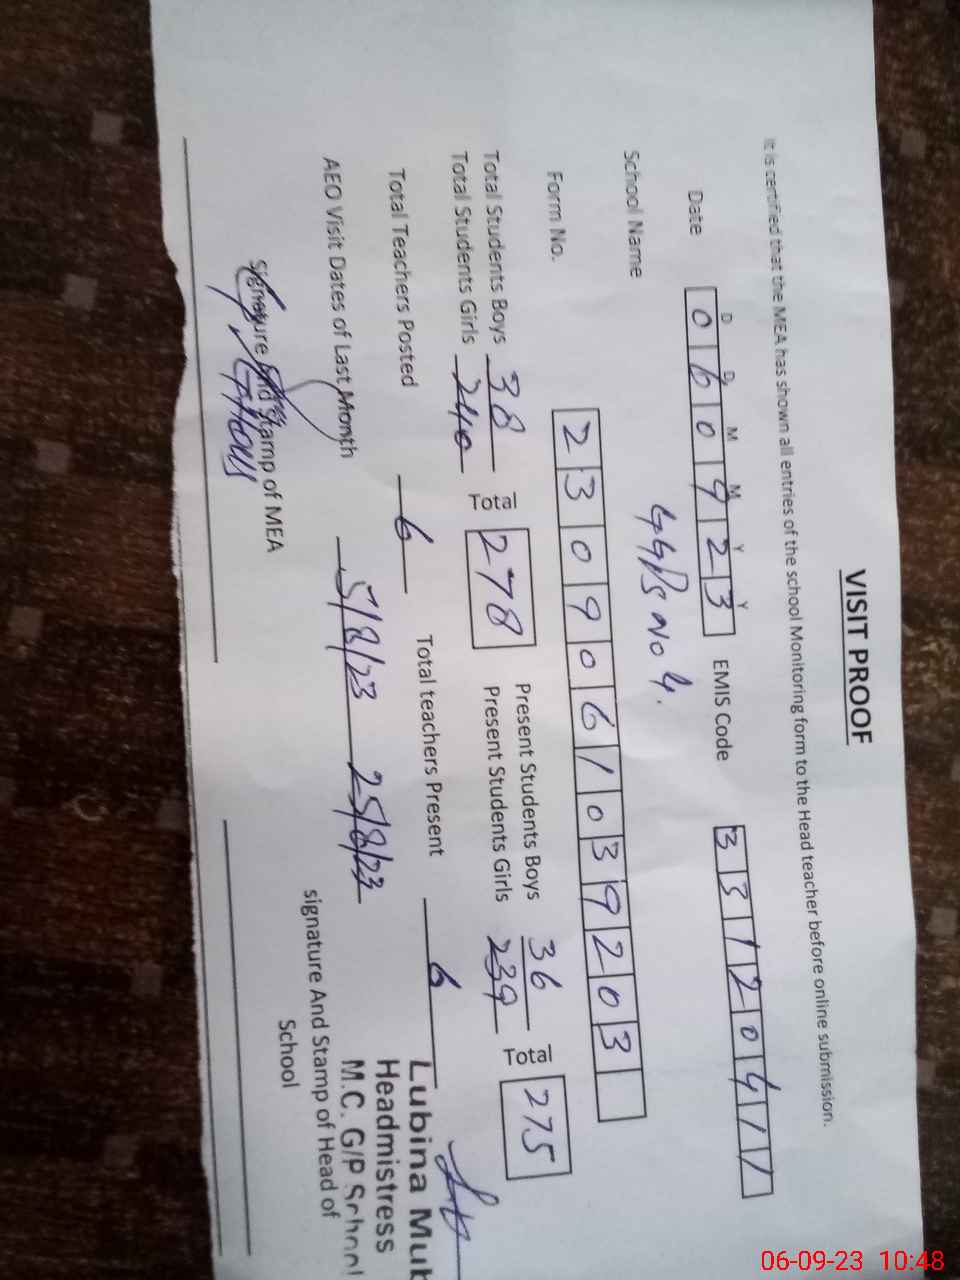 VISIT PROOF
It is certified that the MEA has shown all entries of the school Monitoring form to the Head teacher before online submission.
D D M M Y Y
Date 0 6 0 9 2 3 EMIS Code 3 3 1 2 0 4 1 1
School Name GGPS No 4.
Form No. 2 3 0 9 0 6 1 0 3 9 2 0 3
Total Students Boys 38 Total 278 Present Students Boys 36 Total 275
Total Students Girls 240 Present Students Girls 239
Total Teachers Posted 6 Total teachers Present 6
AEO Visit Dates of Last Month 5/8/23 25/8/23
Lubina Mub
Headmistress
M.C. G/P School
Signature And Stamp of MEA
signature And Stamp of Head of
School
06-09-23 10:48